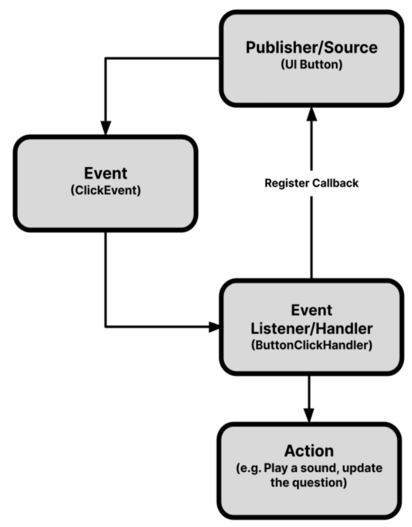 Publisher/Source
(UI Button)
Event
(ClickEvent)
Register Callback
Event
Listener/Handler
(ButtonClickHandler)
Action
(e.g. Play a sound, update
the question)